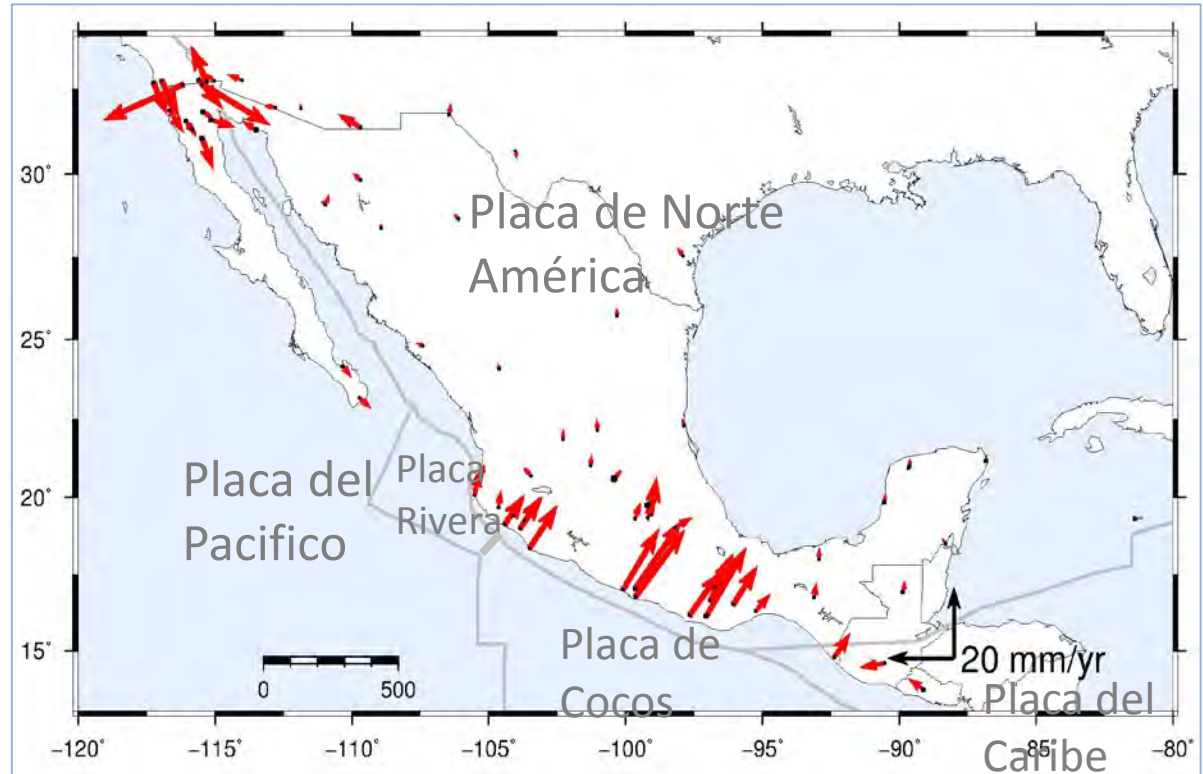 30°
25°
20°
15°
Placa de Norte
América
Placa del
Pacifico
Placa
Rivera
Placa de
Cocos
20 mm/yr
Placa del
Caribe
0 500
−120° −115° −110° −105° −100° −95° −90° −85° −80°